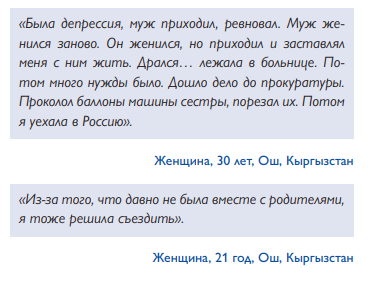 «Была депрессия, муж приходил, ревновал. Муж же-
нился заново. Он женился, но приходил и заставлял
меня с ним жить. Дрался… лежала в больнице. По-
том много нужды было. Дошло дело до прокуратуры.
Проколол баллоны машины сестры, порезал их. Потом
я уехала в Россию».
Женщина, 30 лет, Ош, Кыргызстан
«Из-за того, что давно не была вместе с родителями,
я тоже решила съездить».
Женщина, 21 год, Ош, Кыргызстан